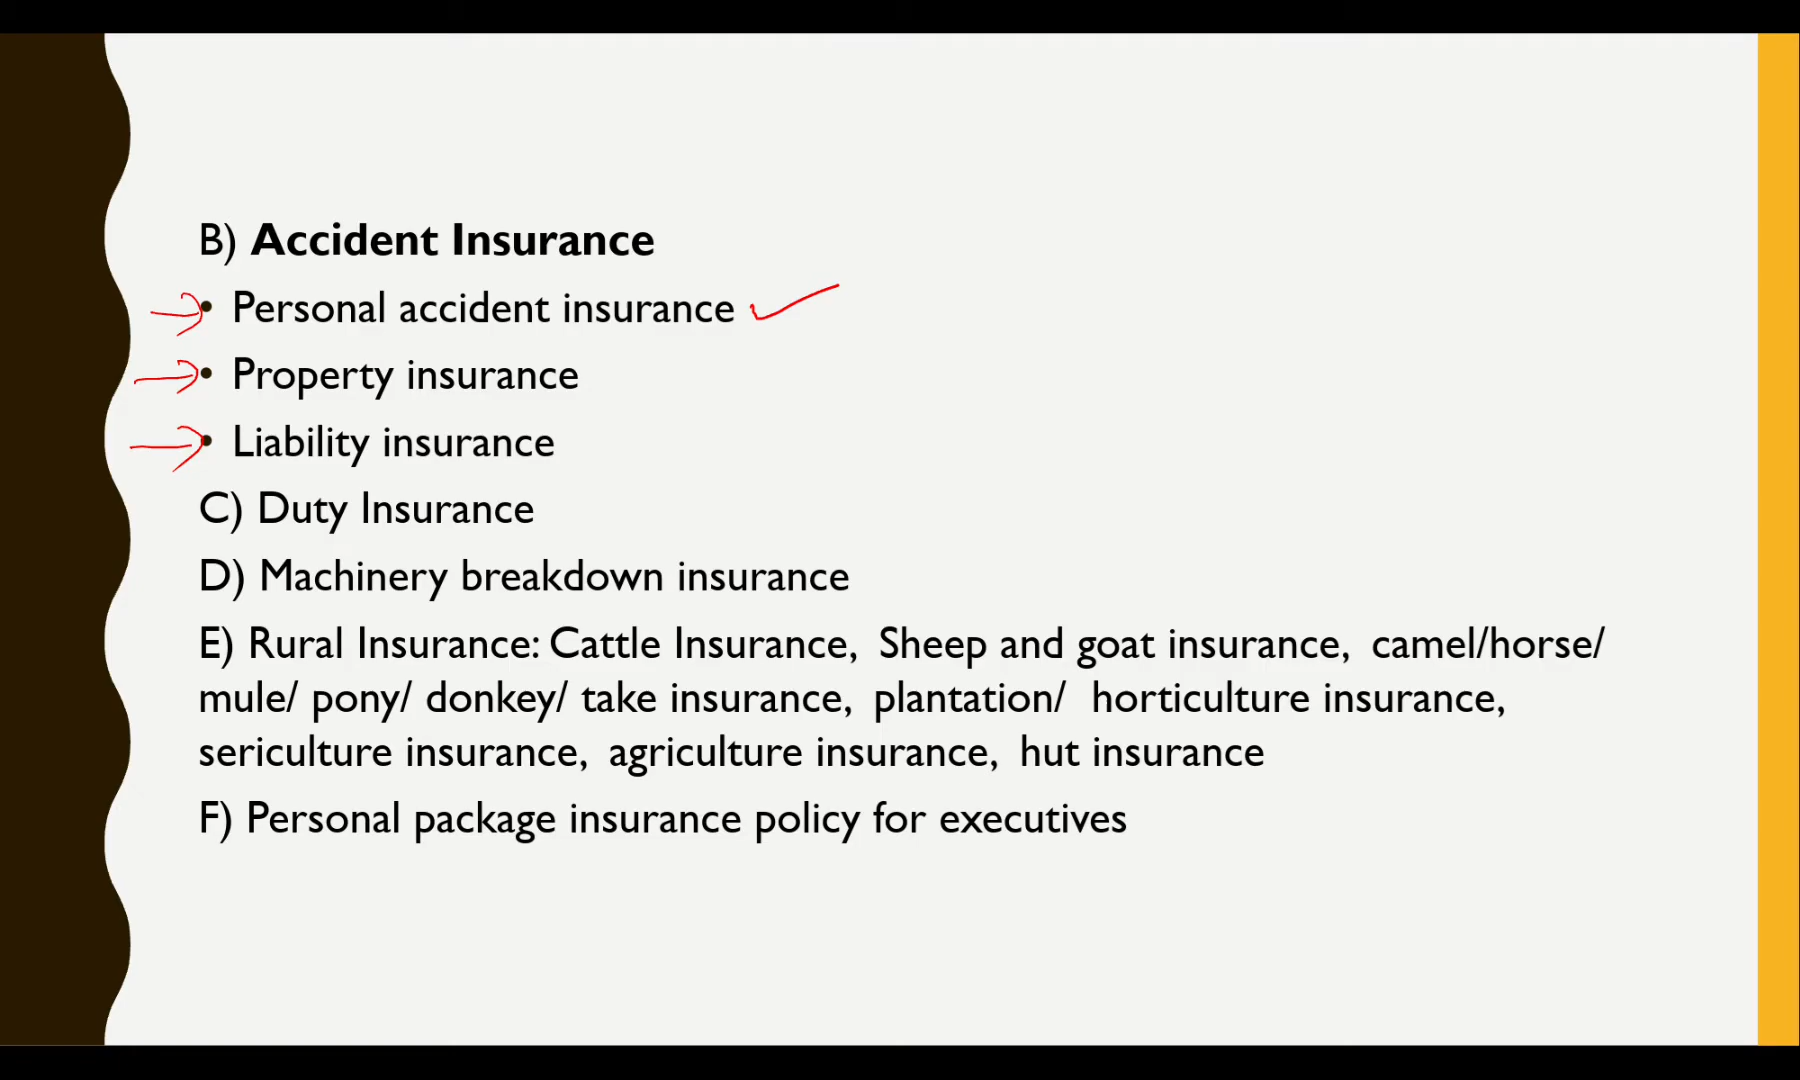 B) Accident Insurance
• Personal accident insurance
• Property insurance
• Liability insurance
C) Duty Insurance
D) Machinery breakdown insurance
E) Rural Insurance: Cattle Insurance, Sheep and goat insurance, camel/horse/
mule/ pony/ donkey/ take insurance, plantation/ horticulture insurance,
sericulture insurance, agriculture insurance, hut insurance
F) Personal package insurance policy for executives